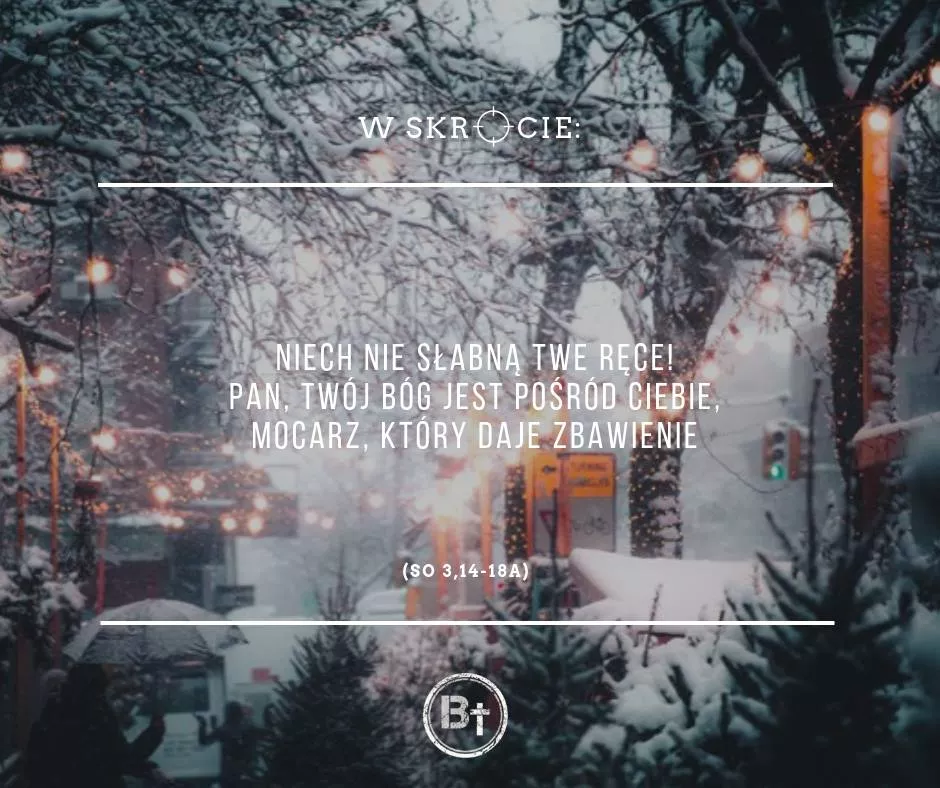 W SKRÓCIE:
NIECH NIE SŁABNĄ TWE RĘCE!
PAN, TWÓJ BÓG JEST POŚRÓD CIEBIE,
MOCARZ, KTÓRY DAJE ZBAWIENIE
(SO 3,14-18A)
B†